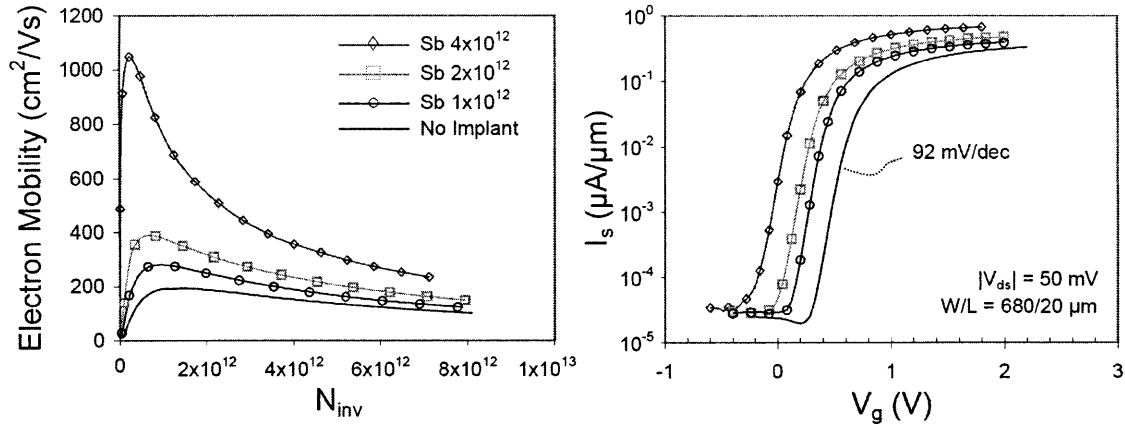 Electron Mobility (cm²/Vs)
1200
1000
800
600
400
200
0
Sb 4x10¹²
Sb 2x10¹²
Sb 1x10¹²
No Implant
0
2x10¹²
4x10¹²
6x10¹²
8x10¹²
1x10¹³
N_inv
I_s (µA/µm)
10⁰
10⁻¹
10⁻²
10⁻³
10⁻⁴
10⁻⁵
92 mV/dec
|V_ds| = 50 mV
W/L = 680/20 µm
-1
0
1
2
3
V_g (V)